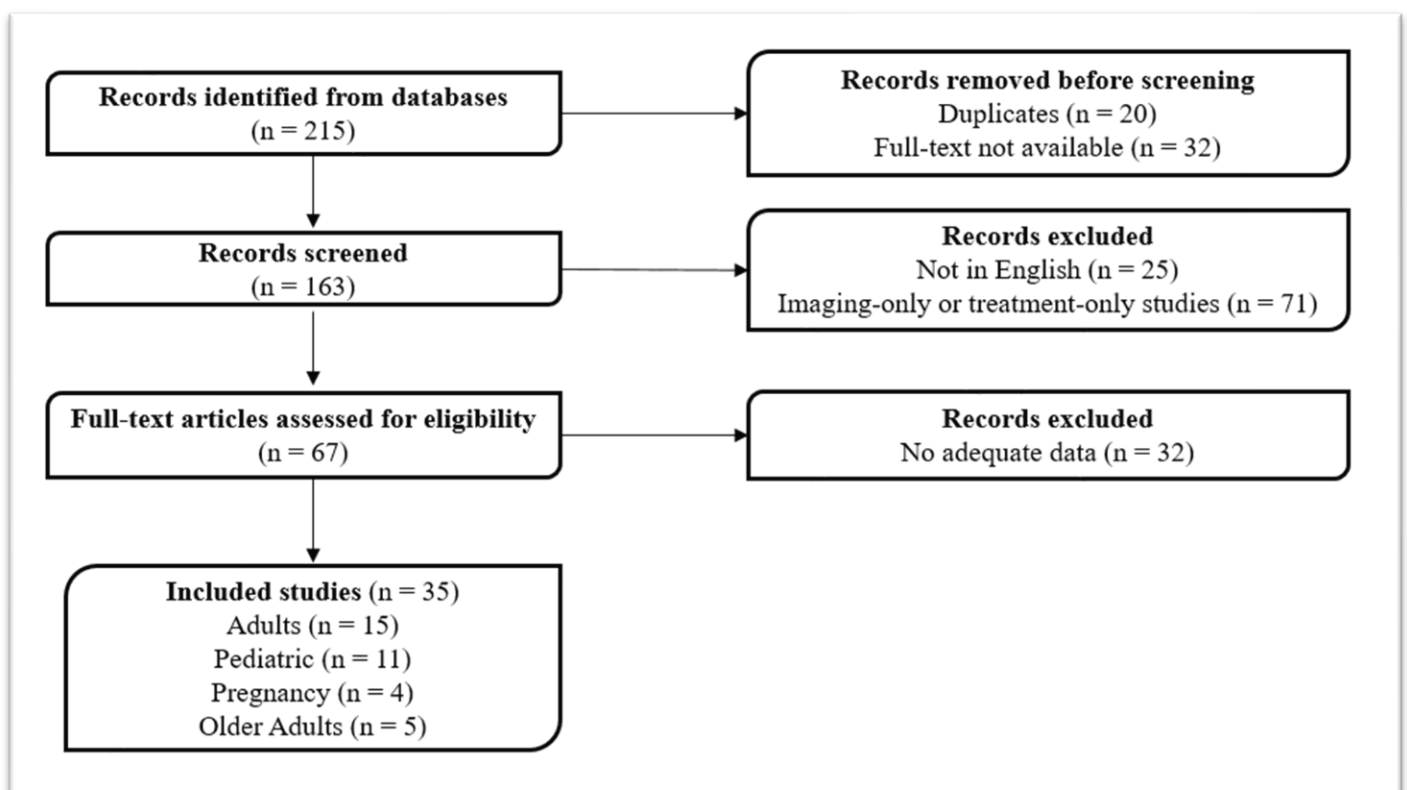 Records identified from databases
(n = 215)
Records removed before screening
Duplicates (n = 20)
Full-text not available (n = 32)
Records screened
(n = 163)
Records excluded
Not in English (n = 25)
Imaging-only or treatment-only studies (n = 71)
Full-text articles assessed for eligibility
(n = 67)
Records excluded
No adequate data (n = 32)
Included studies (n = 35)
Adults (n = 15)
Pediatric (n = 11)
Pregnancy (n = 4)
Older Adults (n = 5)